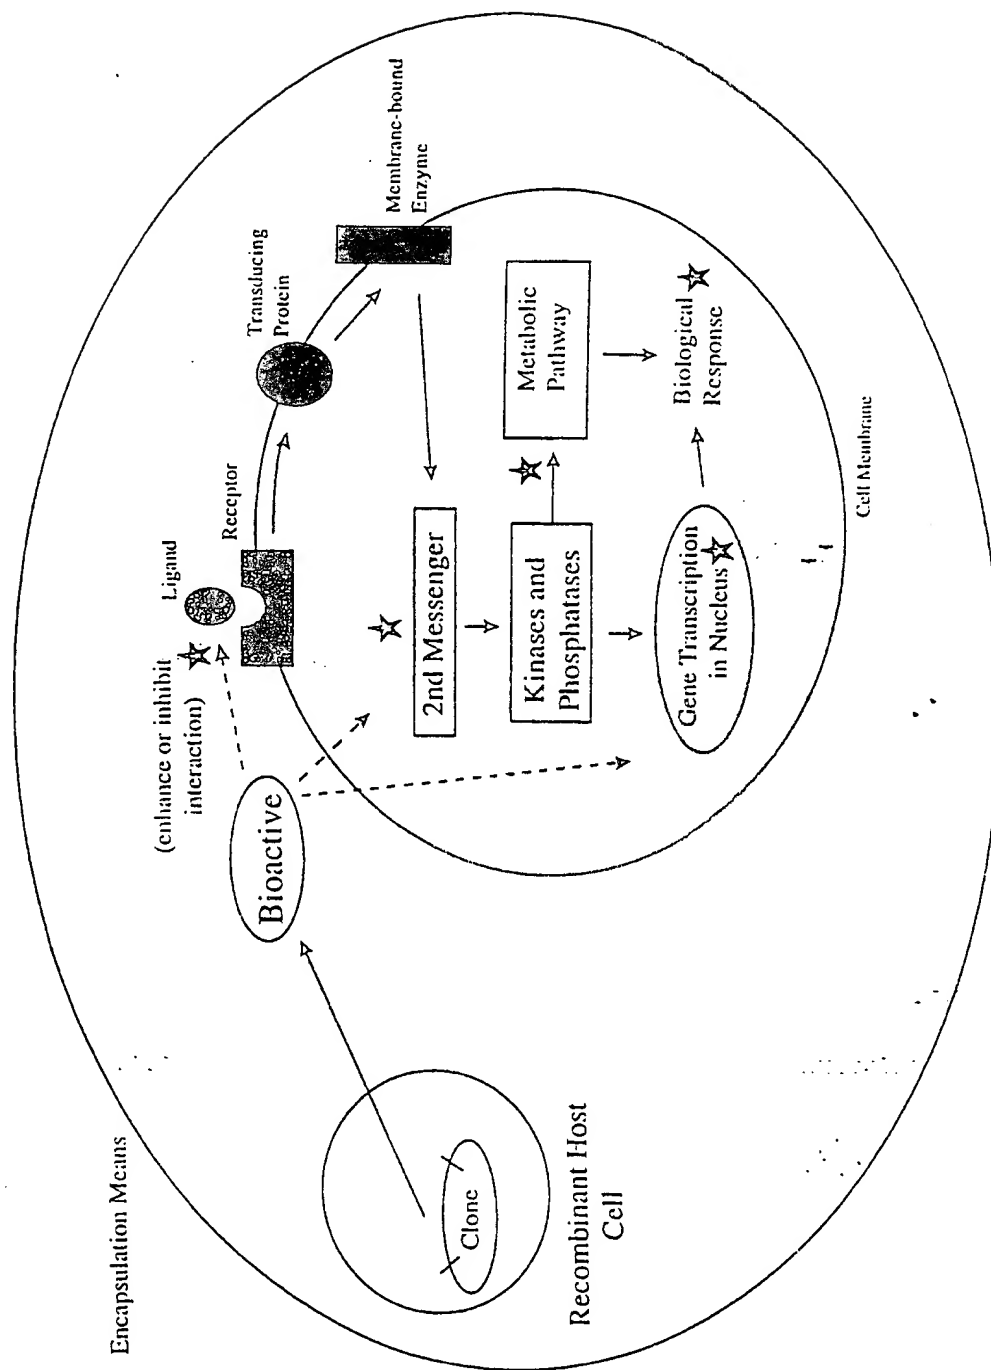 Encapsulation Means
Bioactive
(enhance or inhibit
interaction)
Ligand
Receptor
Transducing
Protein
Membrane-bound
Enzyme
2nd Messenger
Kinases and
Phosphatases
Metabolic
Pathway
Gene Transcription
in Nucleus
Biological
Response
Cell Membrane
Clone
Recombinant Host
Cell